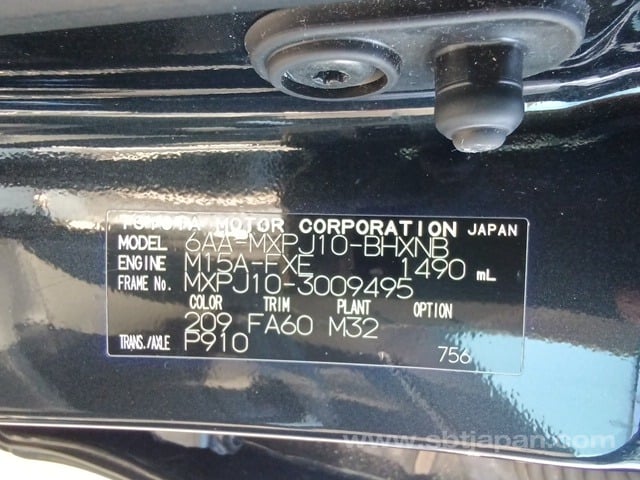 TOYOTA MOTOR CORPORATION JAPAN
MODEL 6AA-MXPJ10-BHXNB
ENGINE M15A-FXE 1490 mL
FRAME No. MXPJ10-3009495
COLOR TRIM PLANT OPTION
209 FA60 M32
TRANS./AXLE P910
756
www.sbtjapan.com